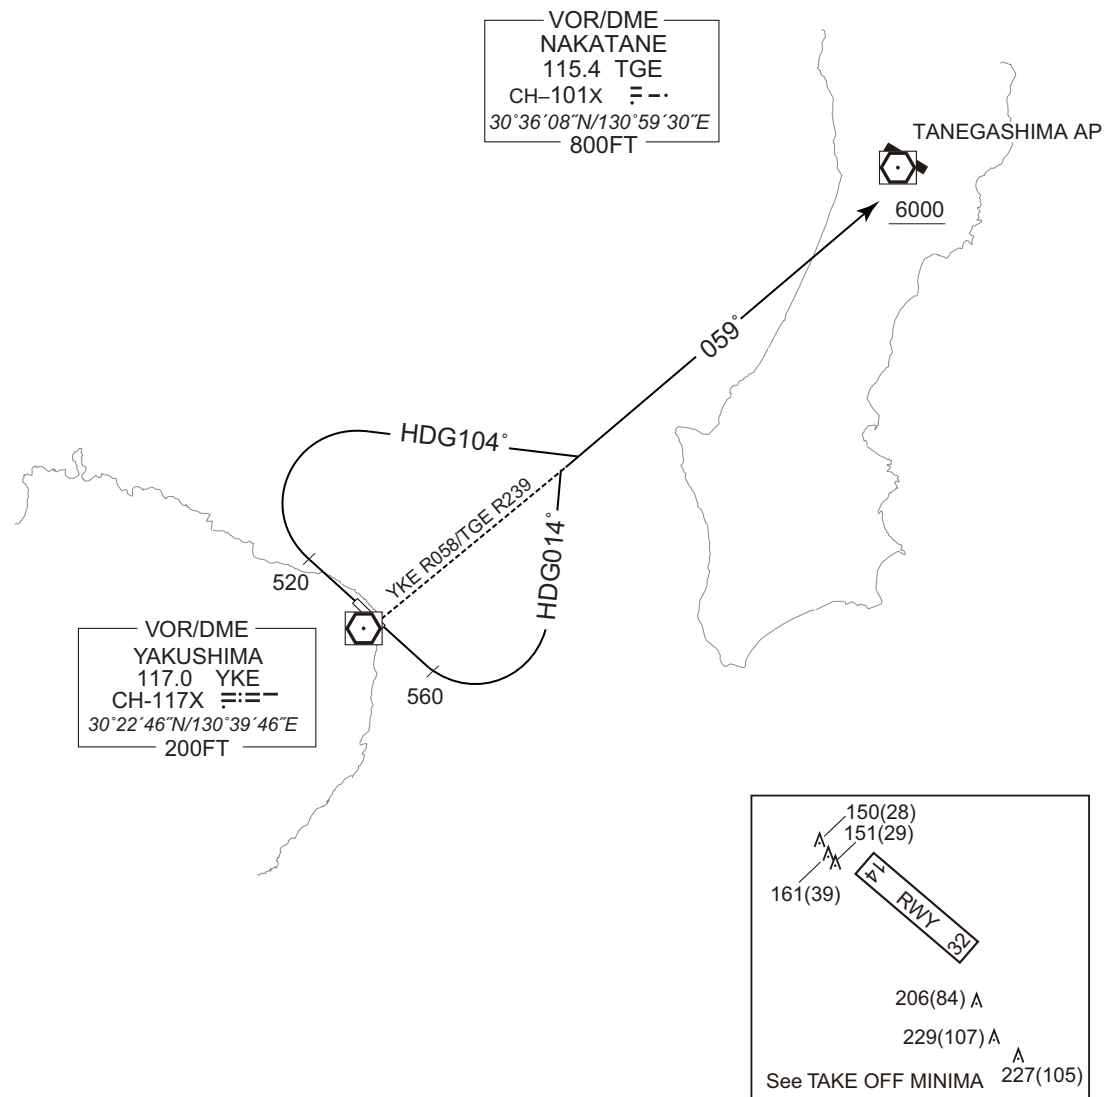 VOR/DME
NAKATANE
115.4 TGE
CH–101X
30°36´08˝N/130°59´30˝E
800FT
TANEGASHIMA AP
6000
059°
HDG104°
YKE R058/TGE R239
HDG014°
520
560
VOR/DME
YAKUSHIMA
117.0 YKE
CH-117X
30°22´46˝N/130°39´46˝E
200FT
150(28)
151(29)
161(39)
14
RWY
32
206(84)
229(107)
227(105)
See TAKE OFF MINIMA